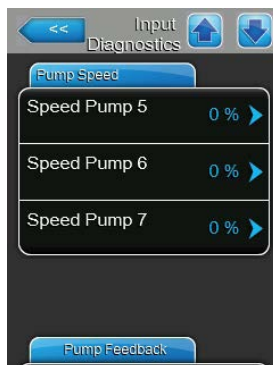 << Input
Diagnostics
Pump Speed
Speed Pump 5 0 %
Speed Pump 6 0 %
Speed Pump 7 0 %
Pump Feedback